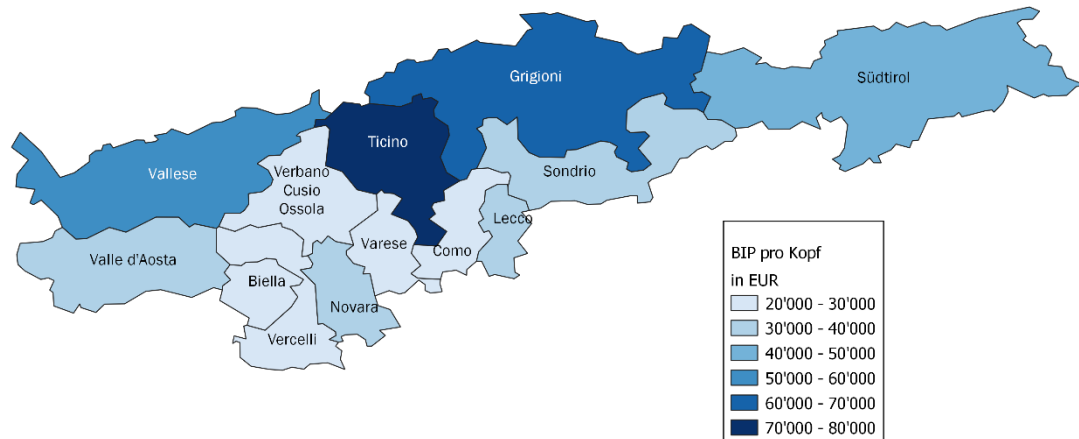 Grigioni
Südtirol
Ticino
Vallese
Verbano
Cusio
Ossola
Sondrio
Lecco
Varese
Como
Valle d'Aosta
Biella
Novara
Vercelli
BIP pro Kopf
in EUR
20'000 - 30'000
30'000 - 40'000
40'000 - 50'000
50'000 - 60'000
60'000 - 70'000
70'000 - 80'000